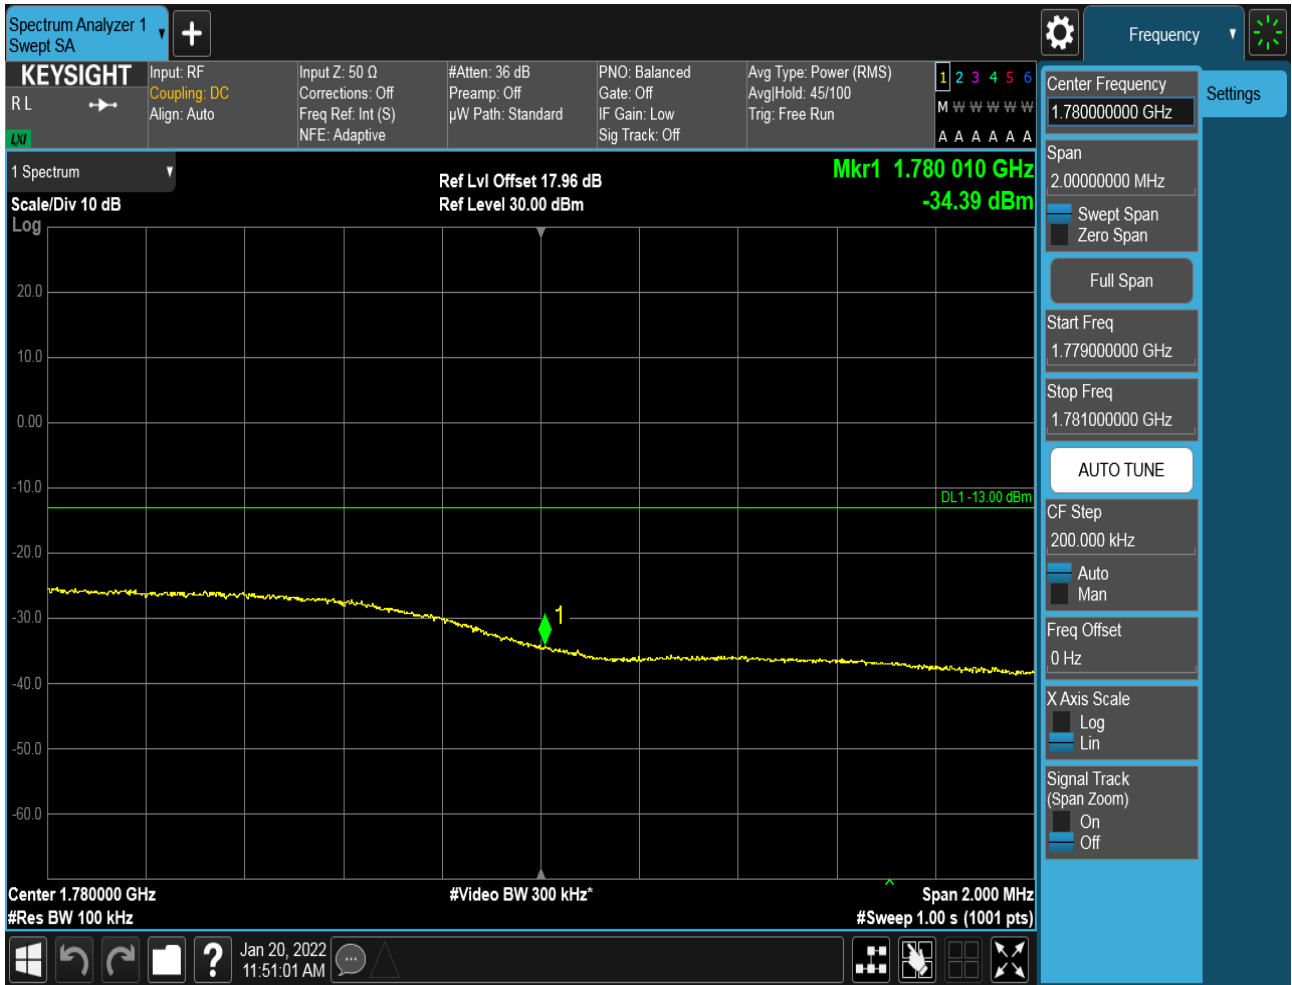 Spectrum Analyzer 1
Swept SA
Frequency
KEYSIGHT
R L
LXI
Input: RF
Coupling: DC
Align: Auto
Input Z: 50 Ω
Corrections: Off
Freq Ref: Int (S)
NFE: Adaptive
#Atten: 36 dB
Preamp: Off
µW Path: Standard
PNO: Balanced
Gate: Off
IF Gain: Low
Sig Track: Off
Avg Type: Power (RMS)
Avg|Hold: 45/100
Trig: Free Run
1 2 3 4 5 6
M W W W W W
A A A A A A
1 Spectrum
Scale/Div 10 dB
Log
Ref Lvl Offset 17.96 dB
Ref Level 30.00 dBm
Mkr1 1.780 010 GHz
-34.39 dBm
20.0
10.0
0.00
-10.0
-20.0
-30.0
-40.0
-50.0
-60.0
DL1 -13.00 dBm
1
Center 1.780000 GHz
#Res BW 100 kHz
#Video BW 300 kHz*
Span 2.000 MHz
#Sweep 1.00 s (1001 pts)
Jan 20, 2022
11:51:01 AM
Center Frequency
1.780000000 GHz
Settings
Span
2.00000000 MHz
Swept Span
Zero Span
Full Span
Start Freq
1.779000000 GHz
Stop Freq
1.781000000 GHz
AUTO TUNE
CF Step
200.000 kHz
Auto
Man
Freq Offset
0 Hz
X Axis Scale
Log
Lin
Signal Track
(Span Zoom)
On
Off